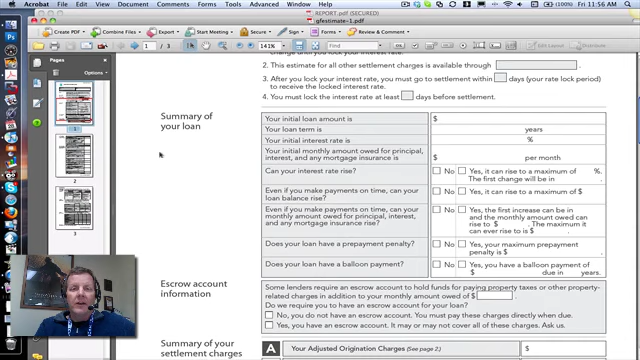 Acrobat File Edit View Document Comments Forms Tools Advanced Window Help
(100%) Fri 11:56 AM
REPORT.pdf (SECURED)
gfestimate-1.pdf
Create PDF Combine Collaborate Secure Sign Forms Comment
1 / 3 141% Find
Pages
Options
1
2
3
change until you lock your interest rate.
2. This estimate for all other settlement charges is available through
3. After you lock your interest rate, you must go to settlement within days (your rate lock period)
to receive the locked interest rate.
4. You must lock the interest rate at least days before settlement.
Summary of
your loan
Your initial loan amount is $
Your loan term is years
Your initial interest rate is %
Your initial monthly amount owed for principal,
interest, and any mortgage insurance is $ per month
Can your interest rate rise? No Yes, it can rise to a maximum of %.
The first change will be in .
Even if you make payments on time, can your
loan balance rise? No Yes, it can rise to a maximum of $
Even if you make payments on time, can your
monthly amount owed for principal, interest,
and any mortgage insurance rise? No Yes, the first increase can be in
and the monthly amount owed can
rise to $ . The maximum it
can ever rise to is $ .
Does your loan have a prepayment penalty? No Yes, your maximum prepayment
penalty is $ .
Does your loan have a balloon payment? No Yes, you have a balloon payment of
$ due in years.
Escrow account
information
Some lenders require an escrow account to hold funds for paying property taxes or other property-
related charges in addition to your monthly amount owed of $ .
Do we require you to have an escrow account for your loan?
No, you do not have an escrow account. You must pay these charges directly when due.
Yes, you have an escrow account. It may or may not cover all of these charges. Ask us.
Summary of
your settlement
A Your Adjusted Origination Charges (See page 2.) $